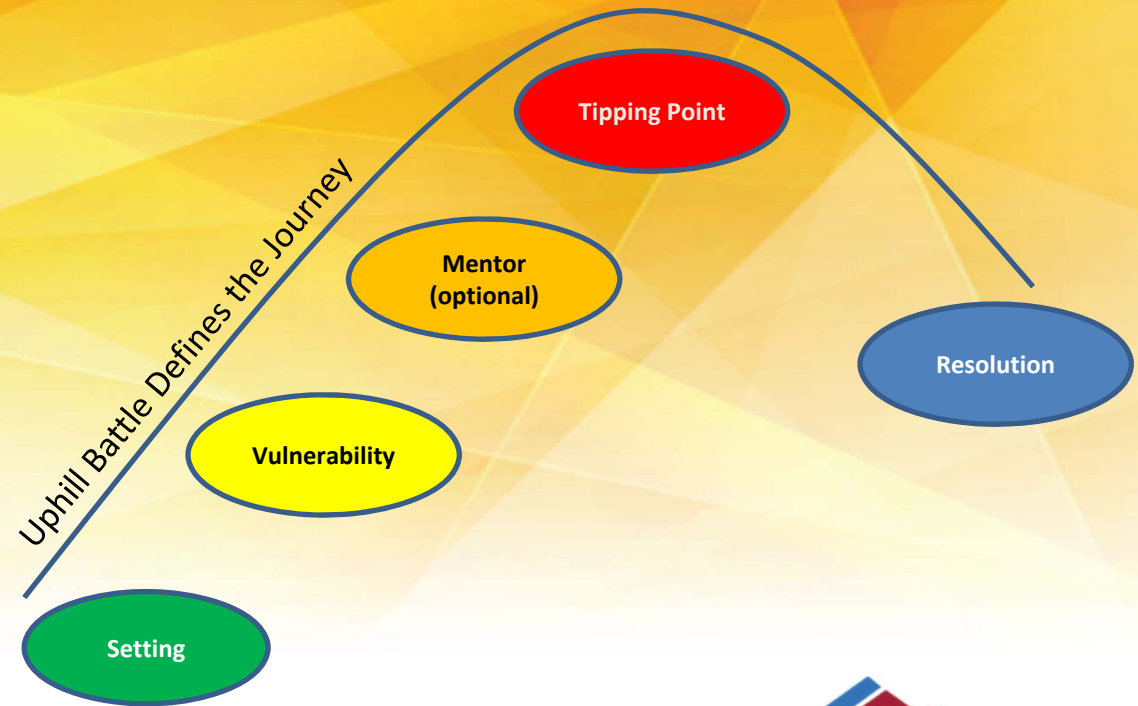 Tipping Point
Uphill Battle Defines the Journey
Mentor
(optional)
Resolution
Vulnerability
Setting